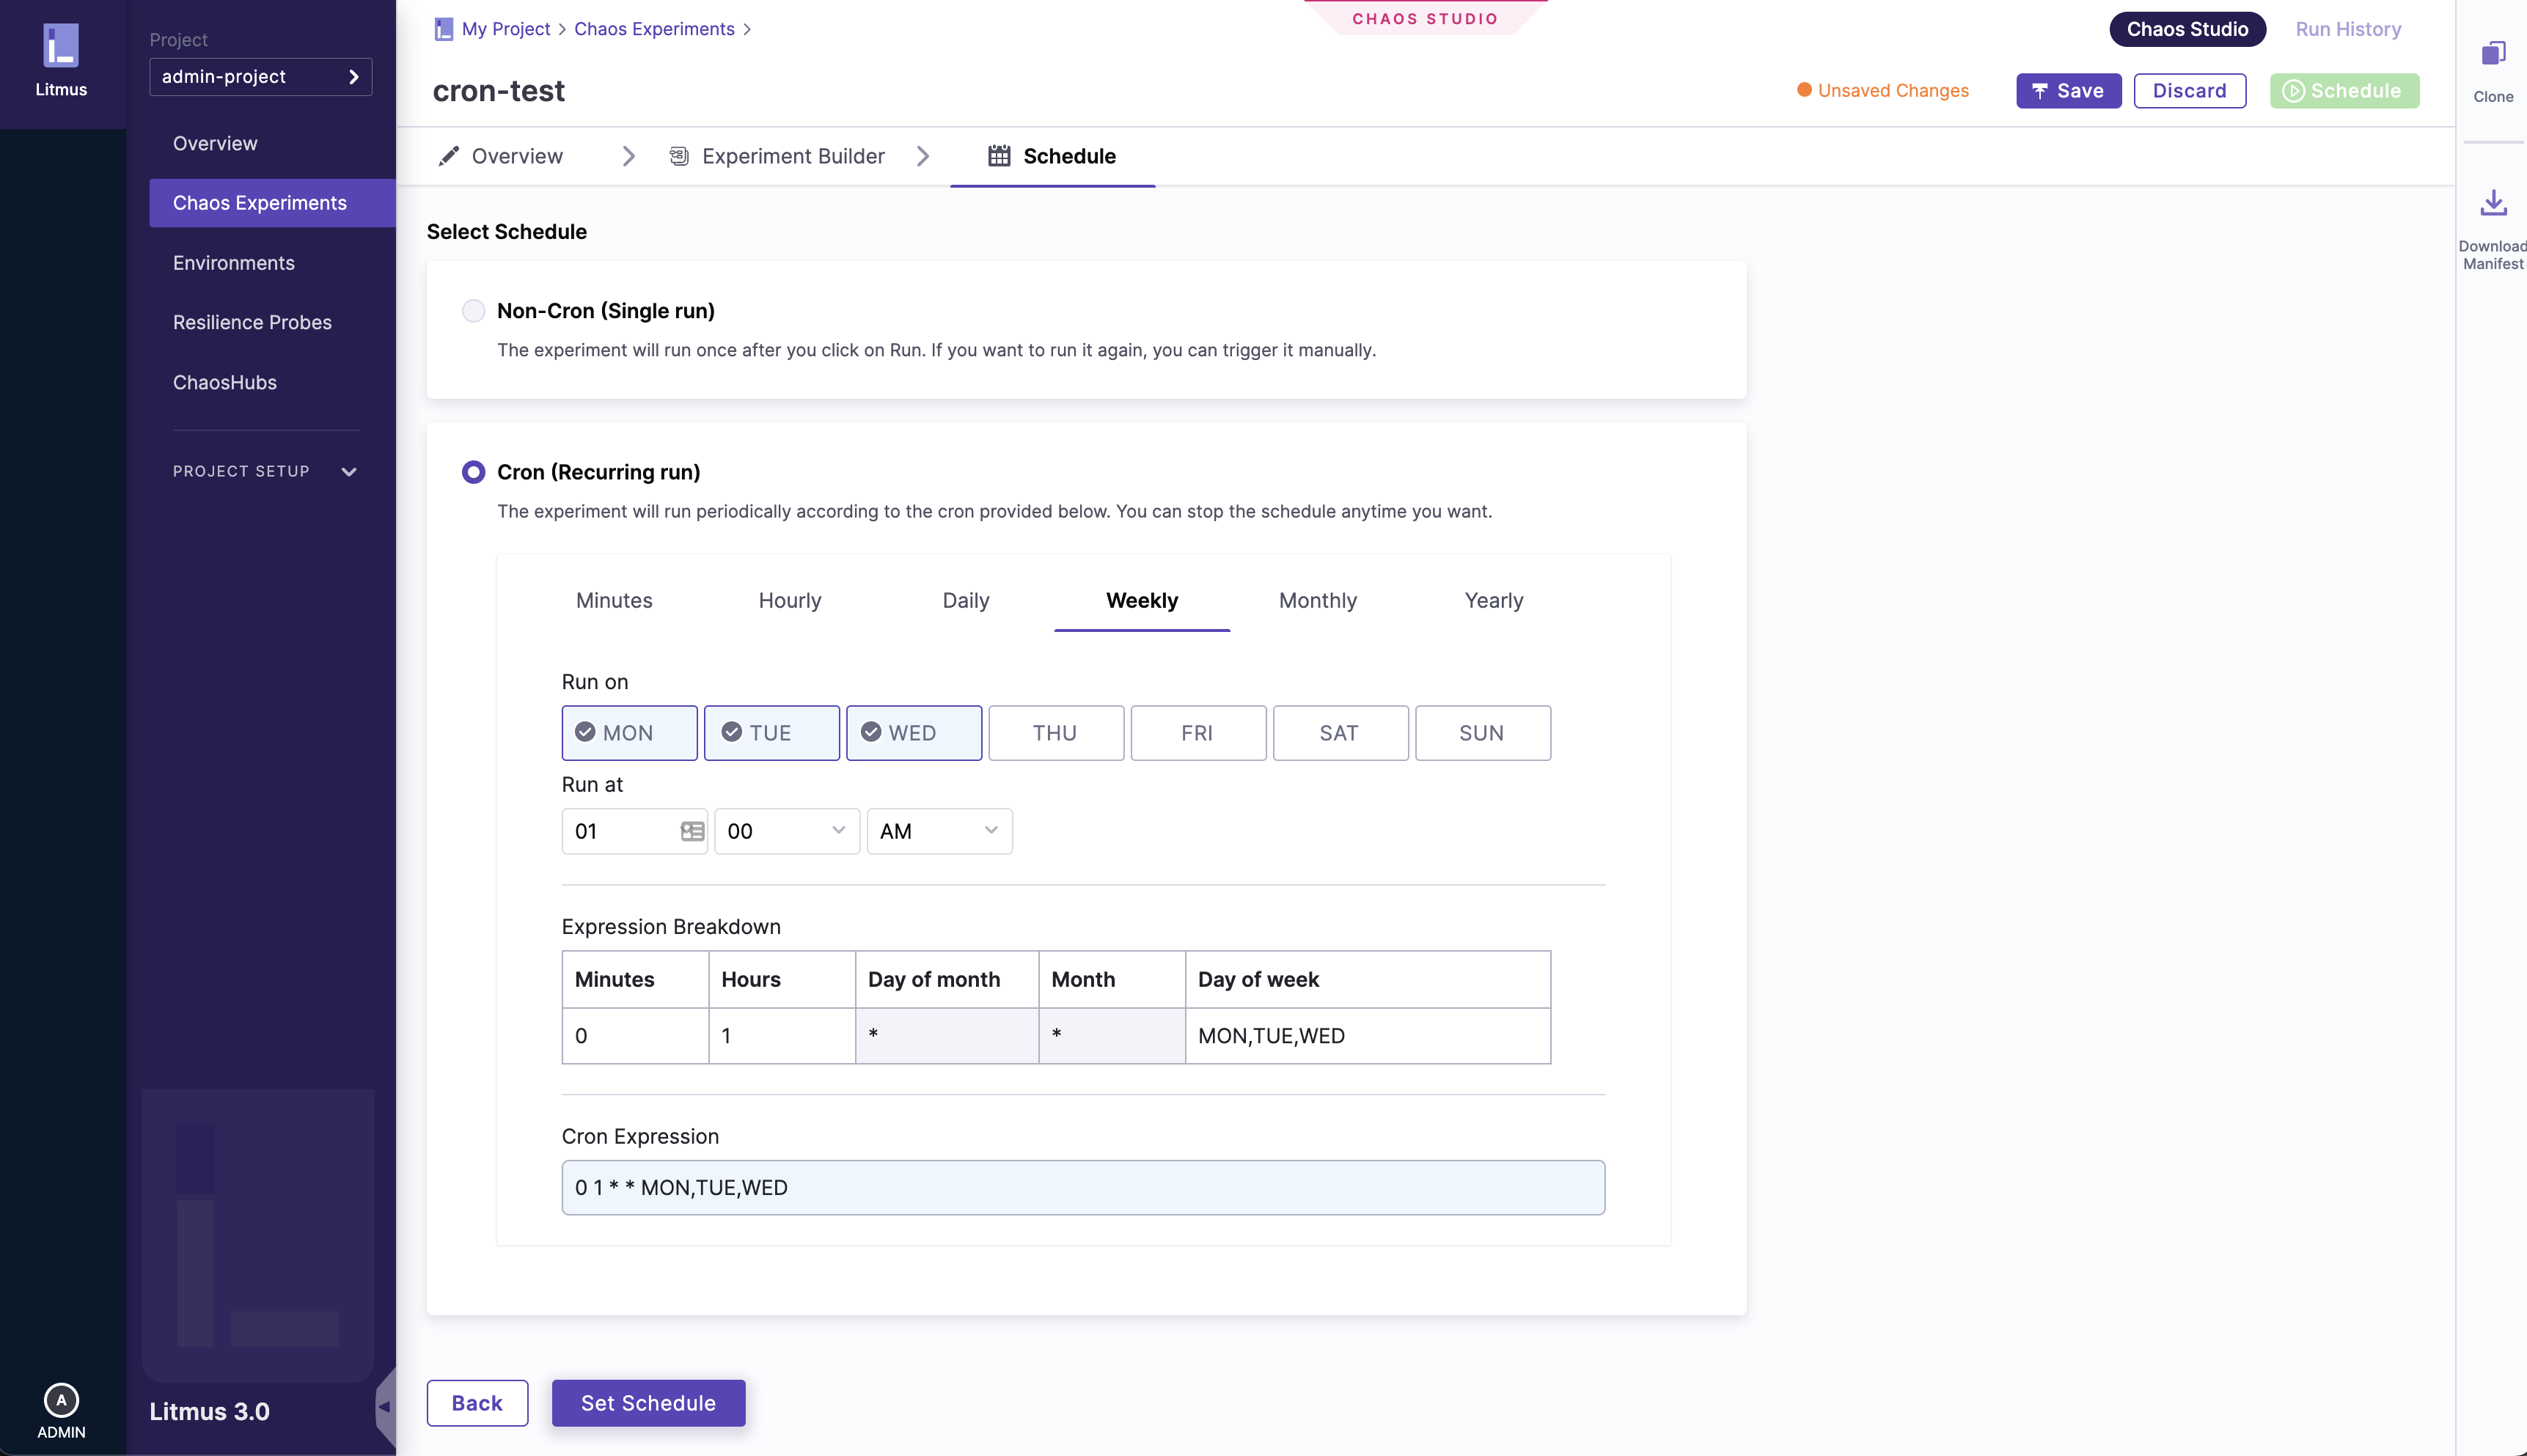 Litmus
Project
admin-project
Overview
Chaos Experiments
Environments
Resilience Probes
ChaosHubs
PROJECT SETUP
Litmus 3.0
A
ADMIN
My Project > Chaos Experiments >
CHAOS STUDIO
Chaos Studio Run History
cron-test
Unsaved Changes Save Discard Schedule
Clone
Download
Manifest
Overview Experiment Builder Schedule
Select Schedule
Non-Cron (Single run)
The experiment will run once after you click on Run. If you want to run it again, you can trigger it manually.
Cron (Recurring run)
The experiment will run periodically according to the cron provided below. You can stop the schedule anytime you want.
Minutes Hourly Daily Weekly Monthly Yearly
Run on
MON TUE WED THU FRI SAT SUN
Run at
01 00 AM
Expression Breakdown
Minutes Hours Day of month Month Day of week
0 1 * * MON,TUE,WED
Cron Expression
0 1 * * MON,TUE,WED
Back Set Schedule